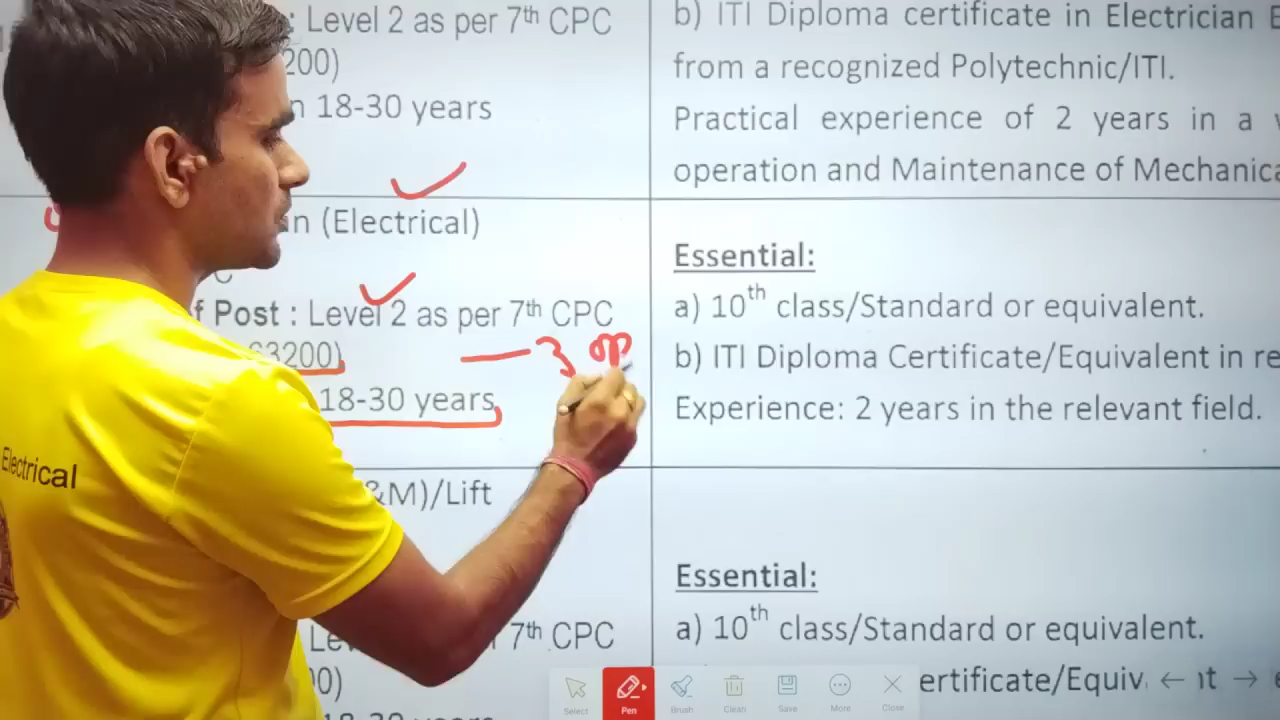 : Level 2 as per 7th CPC
200)
18-30 years
(Electrical)
f Post : Level 2 as per 7th CPC
63200)
18-30 years
&M)/Lift
7th CPC
00)
18-30 years
b) ITI Diploma certificate in Electrician
from a recognized Polytechnic/ITI.
Practical experience of 2 years in a
operation and Maintenance of Mechanica
Essential:
a) 10th class/Standard or equivalent.
b) ITI Diploma Certificate/Equivalent in re
Experience: 2 years in the relevant field.
Essential:
a) 10th class/Standard or equivalent.
ertificate/Equiv
Electrical
Select
Pen
Brush
Clean
Save
More
Close